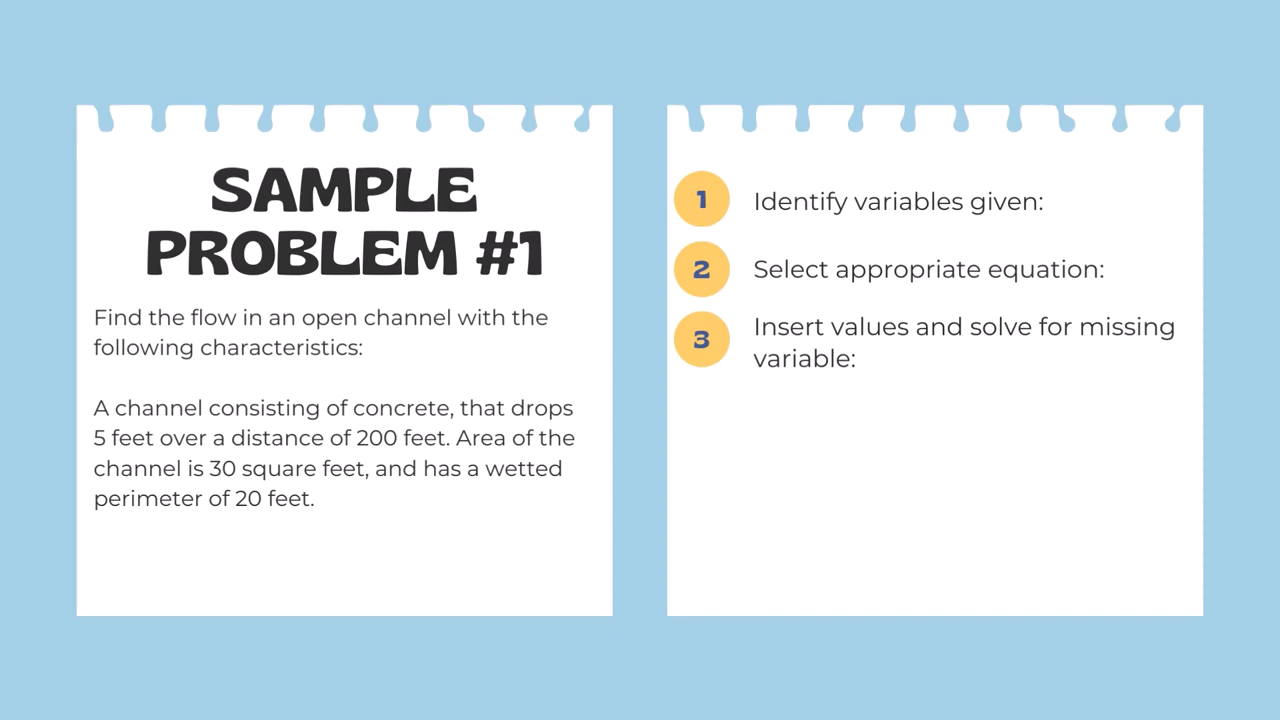 SAMPLE
PROBLEM #1
Find the flow in an open channel with the
following characteristics:
A channel consisting of concrete, that drops
5 feet over a distance of 200 feet. Area of the
channel is 30 square feet, and has a wetted
perimeter of 20 feet.
1 Identify variables given:
2 Select appropriate equation:
3 Insert values and solve for missing
variable: